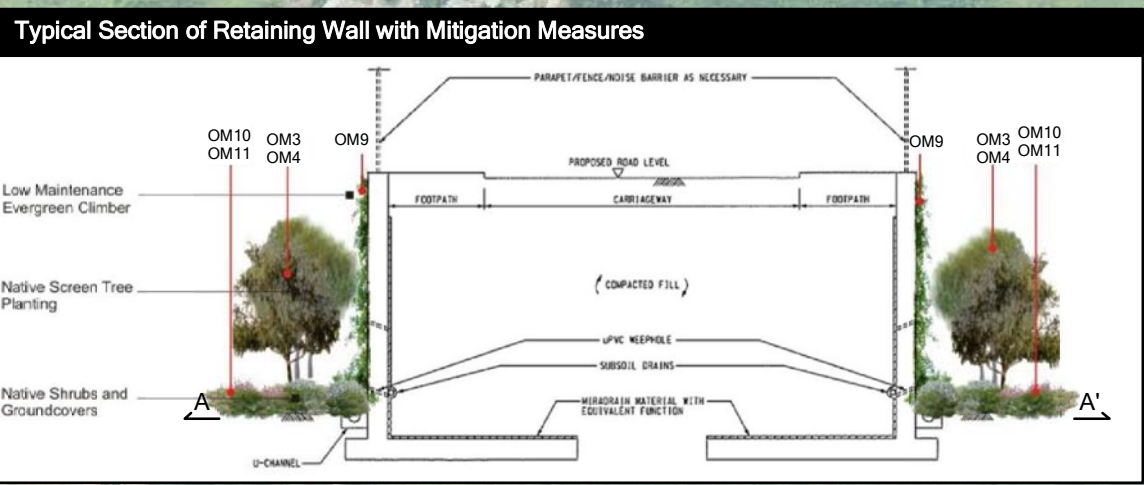 Typical Section of Retaining Wall with Mitigation Measures
PARAPET/FENCE/NOISE BARRIER AS NECESSARY
OM10
OM11
OM3
OM4
OM9
PROPOSED ROAD LEVEL
OM9
OM3
OM4
OM10
OM11
Low Maintenance
Evergreen Climber
FOOTPATH
CARRIAGEWAY
FOOTPATH
Native Screen Tree
Planting
COMPACTED FILL
uPVC WEEPHOLE
SUBSOIL DRAINS
Native Shrubs and
Groundcovers
A
MIRADRAIN MATERIAL WITH
EQUIVALENT FUNCTION
A'
U-CHANNEL